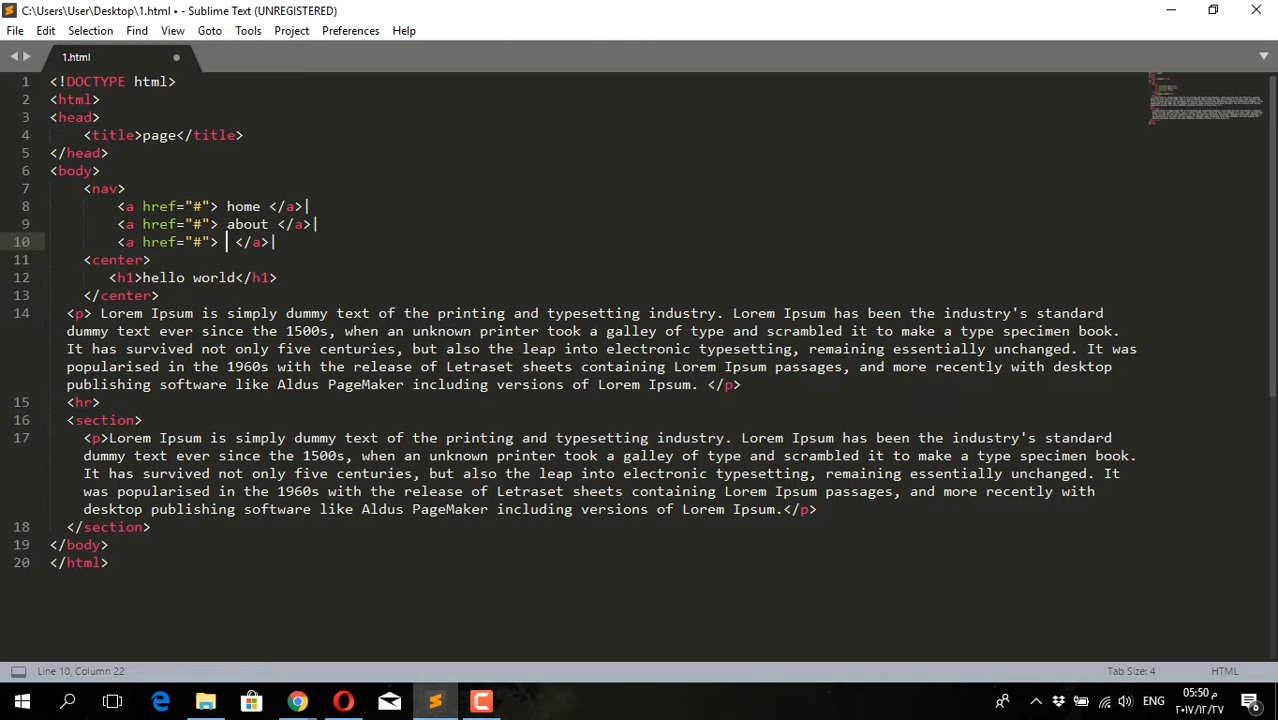 C:\Users\User\Desktop\1.html • - Sublime Text (UNREGISTERED)
File Edit Selection Find View Goto Tools Project Preferences Help
1.html
1 <!DOCTYPE html>
2 <html>
3 <head>
4 <title>page</title>
5 </head>
6 <body>
7 <nav>
8 <a href="#"> home </a>|
9 <a href="#"> about </a>|
10 <a href="#">  </a>|
11 <center>
12 <h1>hello world</h1>
13 </center>
14 <p> Lorem Ipsum is simply dummy text of the printing and typesetting industry. Lorem Ipsum has been the industry's standard
dummy text ever since the 1500s, when an unknown printer took a galley of type and scrambled it to make a type specimen book.
It has survived not only five centuries, but also the leap into electronic typesetting, remaining essentially unchanged. It was
popularised in the 1960s with the release of Letraset sheets containing Lorem Ipsum passages, and more recently with desktop
publishing software like Aldus PageMaker including versions of Lorem Ipsum. </p>
15 <hr>
16 <section>
17 <p>Lorem Ipsum is simply dummy text of the printing and typesetting industry. Lorem Ipsum has been the industry's standard
dummy text ever since the 1500s, when an unknown printer took a galley of type and scrambled it to make a type specimen book.
It has survived not only five centuries, but also the leap into electronic typesetting, remaining essentially unchanged. It
was popularised in the 1960s with the release of Letraset sheets containing Lorem Ipsum passages, and more recently with
desktop publishing software like Aldus PageMaker including versions of Lorem Ipsum.</p>
18 </section>
19 </body>
20 </html>
Line 10, Column 22 Tab Size: 4 HTML
ENG
م 05:50
٢٠١٧/١٢/٢٧